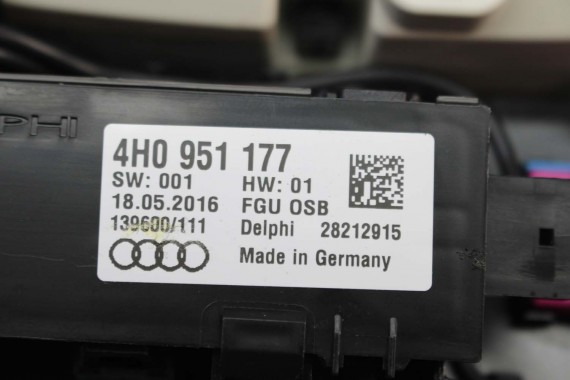 PHI
4H0 951 177
SW: 001 HW: 01
18.05.2016 FGU OSB
139600/111 Delphi 28212915
Made in Germany